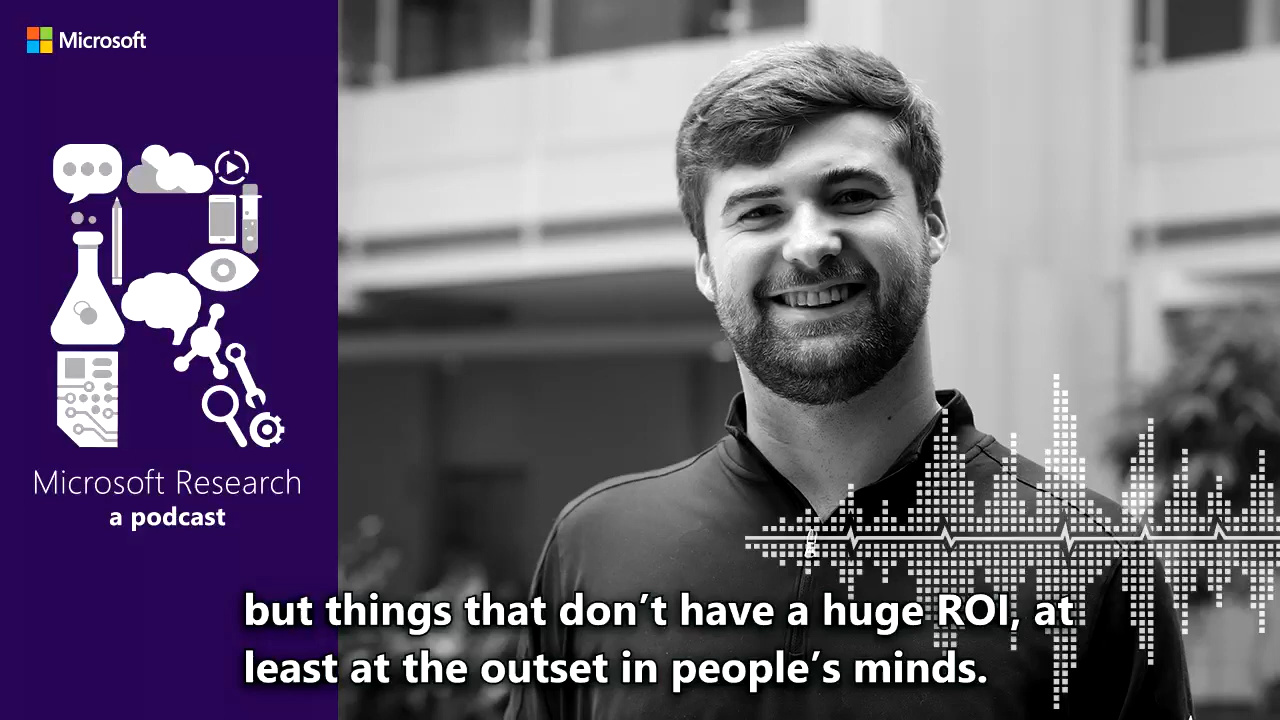 Microsoft
Microsoft Research
a podcast
but things that don’t have a huge ROI, at
least at the outset in people’s minds.